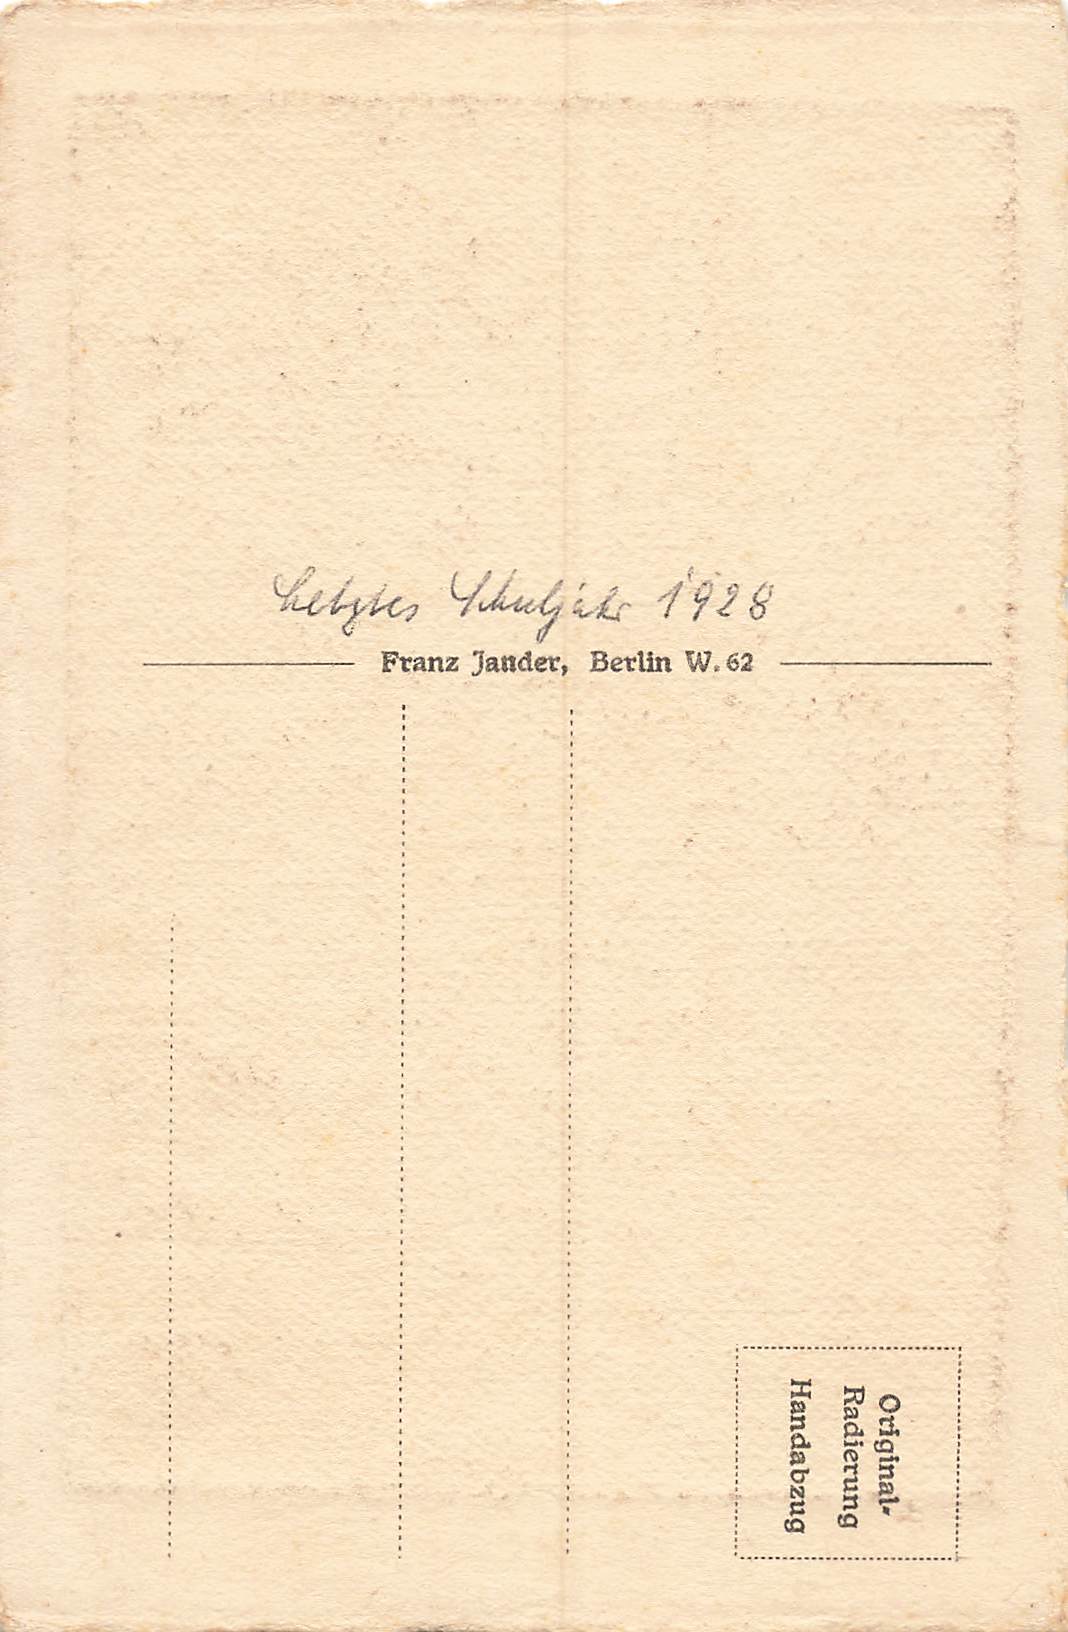 Letztes Schuljahr 1928
Franz Jander, Berlin W. 62
Original-
Radierung
Handabzug